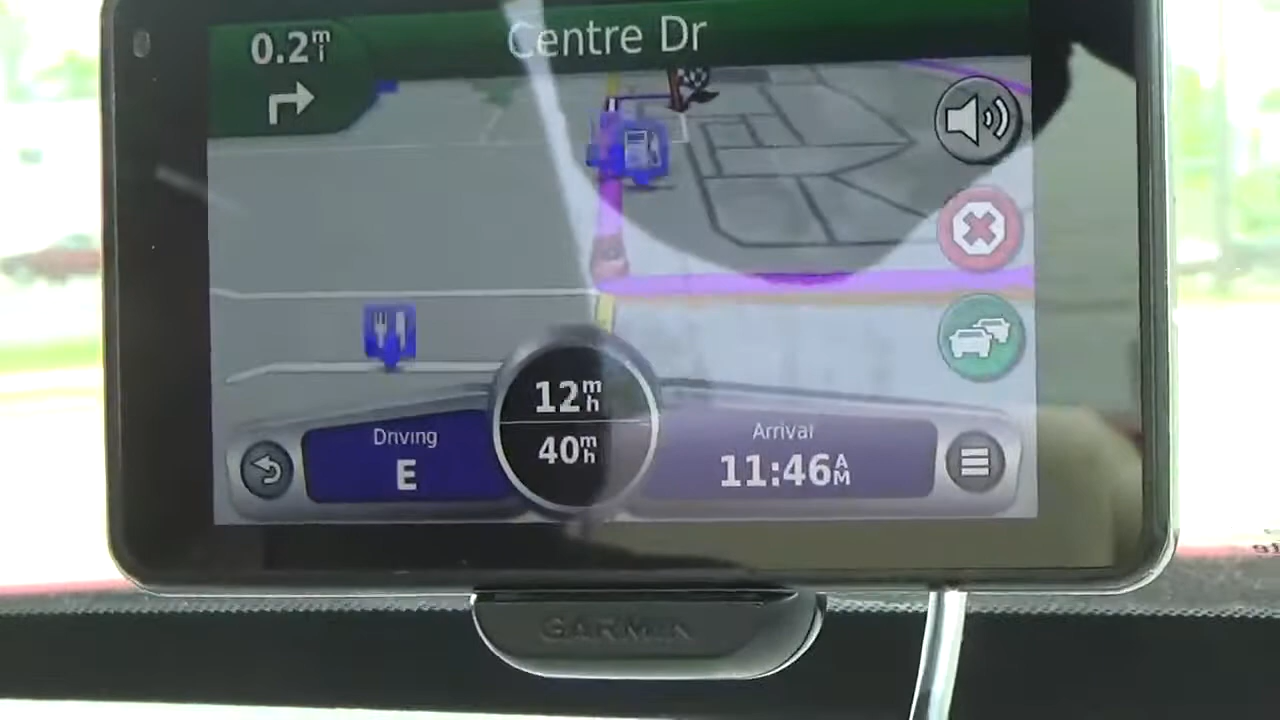 0.2 mi
Centre Dr
12 mh
40 mh
Driving
E
Arrival
11:46 AM
GARMIN